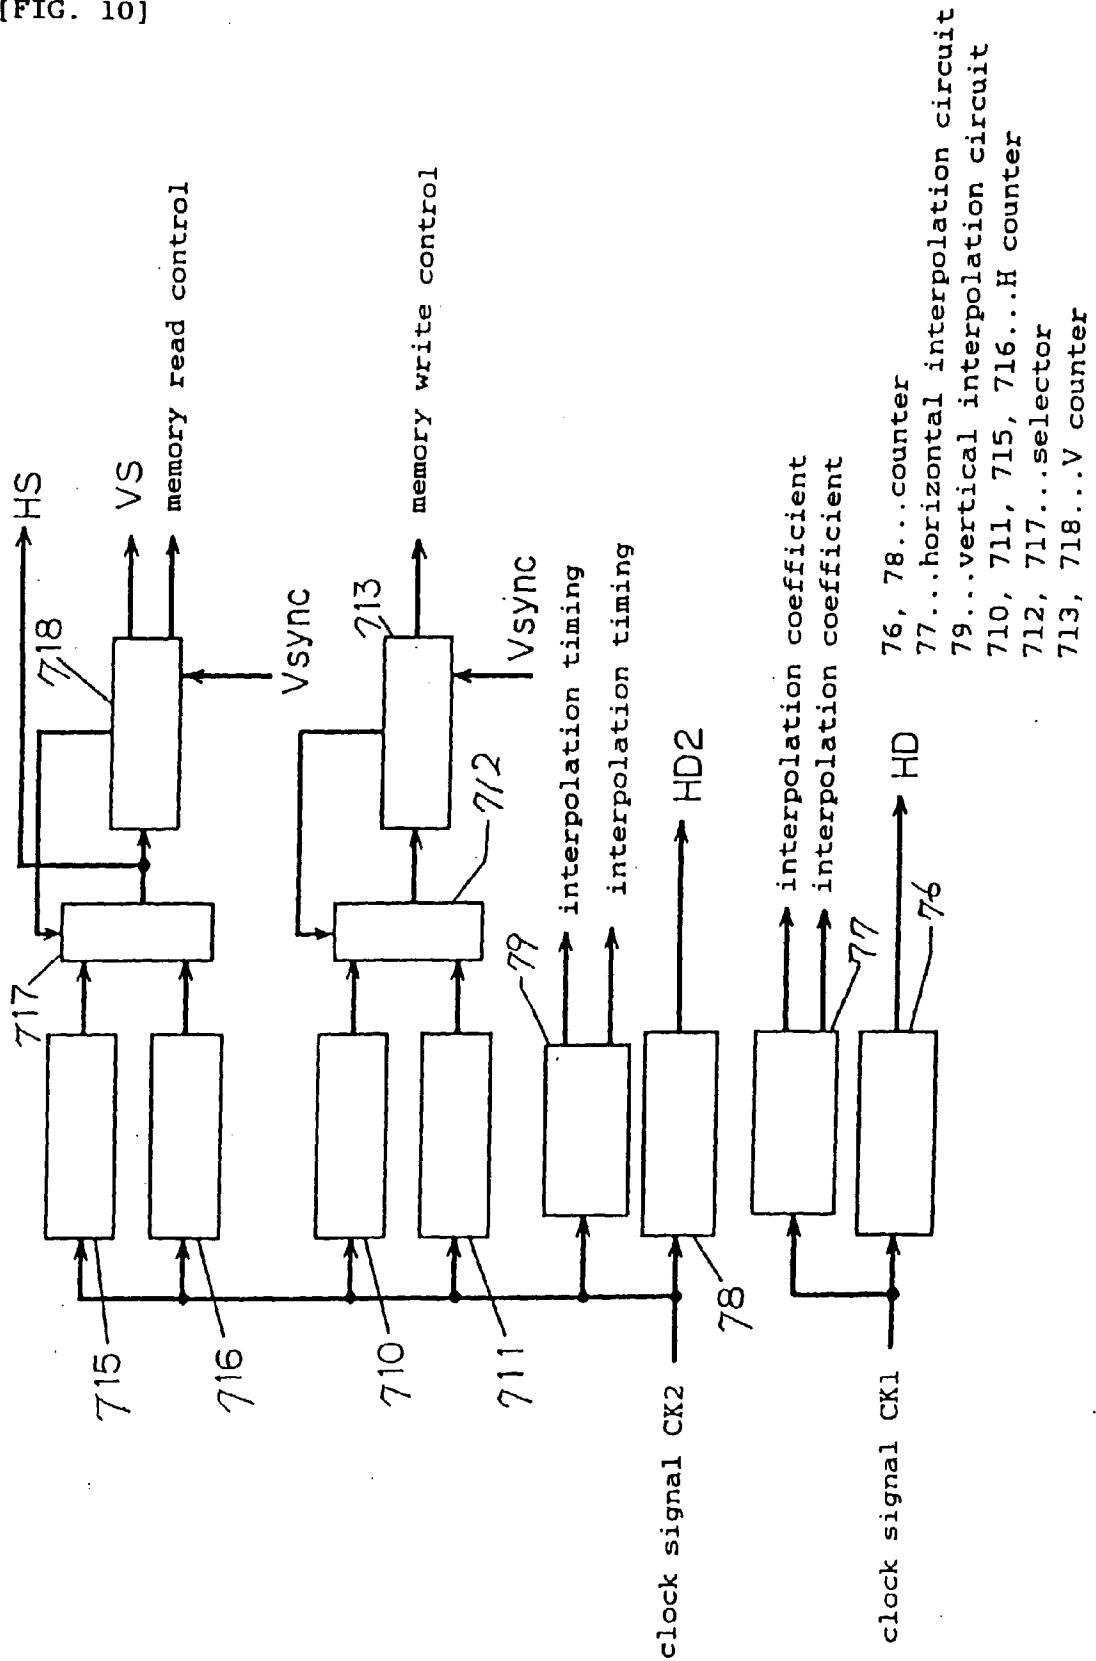 [FIG. 10]
HS
VS
memory read control
718
Vsync
717
715
716
memory write control
713
Vsync
712
710
711
interpolation timing
interpolation timing
79
HD2
78
clock signal CK2
interpolation coefficient
interpolation coefficient
77
HD
76
clock signal CK1
76, 78...counter
77...horizontal interpolation circuit
79...vertical interpolation circuit
710, 711, 715, 716...H counter
712, 717...selector
713, 718...V counter